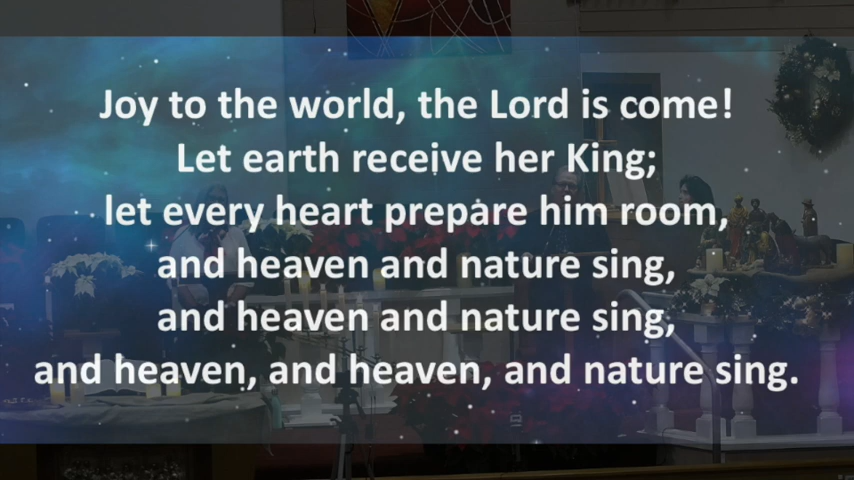 Joy to the world, the Lord is come!
Let earth receive her King;
let every heart prepare him room,
and heaven and nature sing,
and heaven and nature sing,
and heaven, and heaven, and nature sing.